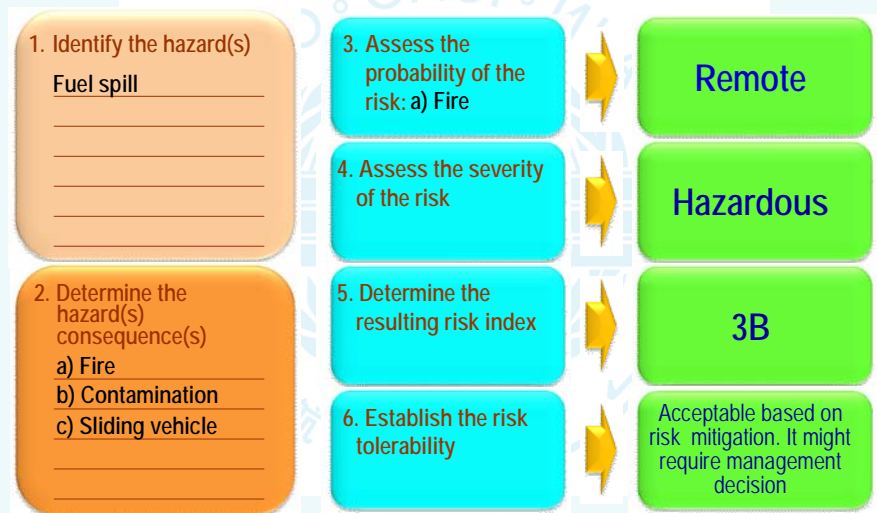 1. Identify the hazard(s)
Fuel spill
2. Determine the
hazard(s)
consequence(s)
a) Fire
b) Contamination
c) Sliding vehicle
3. Assess the
probability of the
risk: a) Fire
Remote
4. Assess the severity
of the risk
Hazardous
5. Determine the
resulting risk index
3B
6. Establish the risk
tolerability
Acceptable based on
risk mitigation. It might
require management
decision